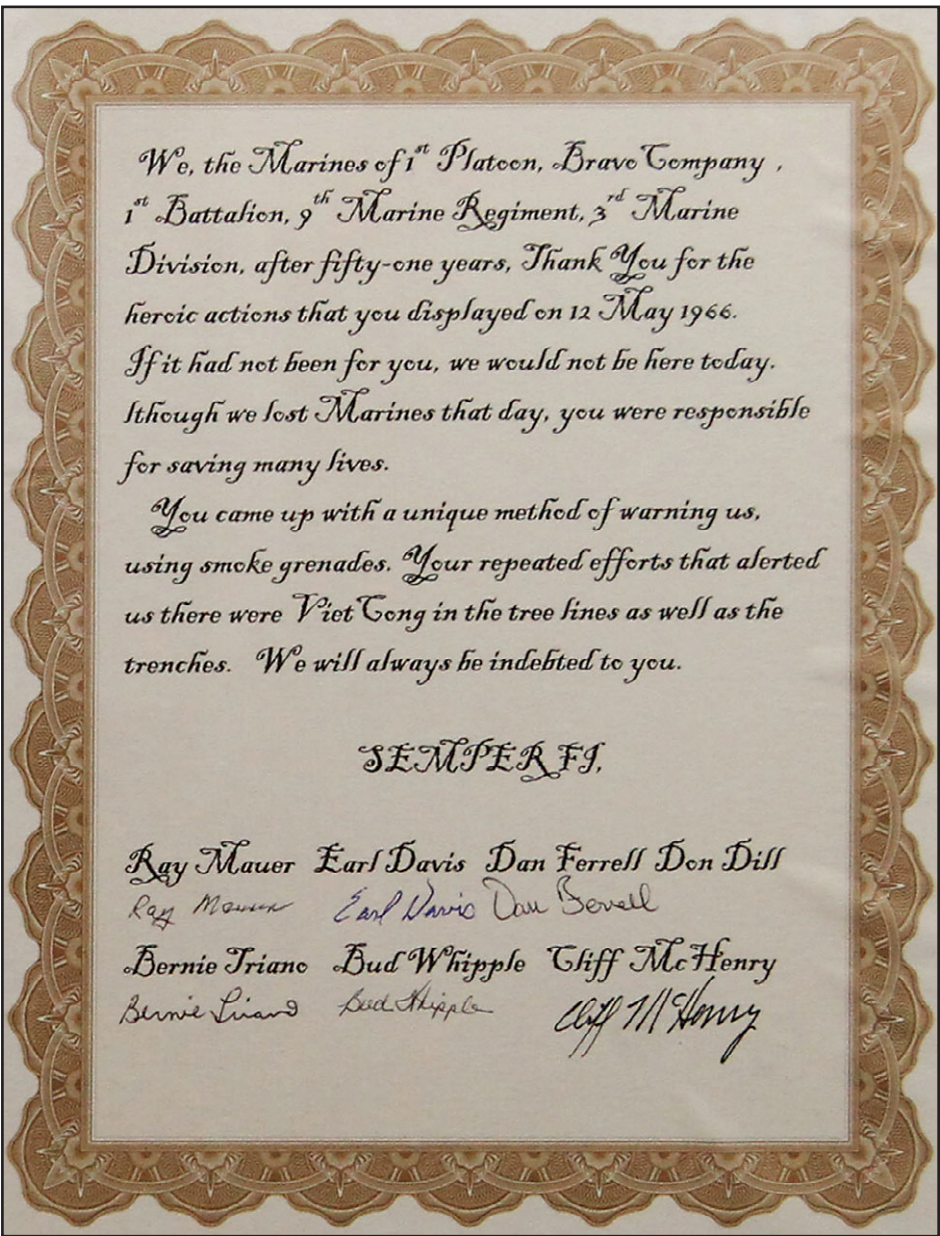 We, the Marines of 1st Platoon, Bravo Company ,
1st Battalion, 9th Marine Regiment, 3rd Marine
Division, after fifty-one years, Thank You for the
heroic actions that you displayed on 12 May 1966.
If it had not been for you, we would not be here today.
lthough we lost Marines that day, you were responsible
for saving many lives.
You came up with a unique method of warning us,
using smoke grenades. Your repeated efforts that alerted
us there were Viet Cong in the tree lines as well as the
trenches. We will always be indebted to you.
SEMPER FI,
Ray Mauer Earl Davis Dan Ferrell Don Dill
Ray Mauer Earl Davis Dan Ferrell
Bernie Triano Bud Whipple Cliff McHenry
Bernie Triano Bud Whipple Cliff McHenry